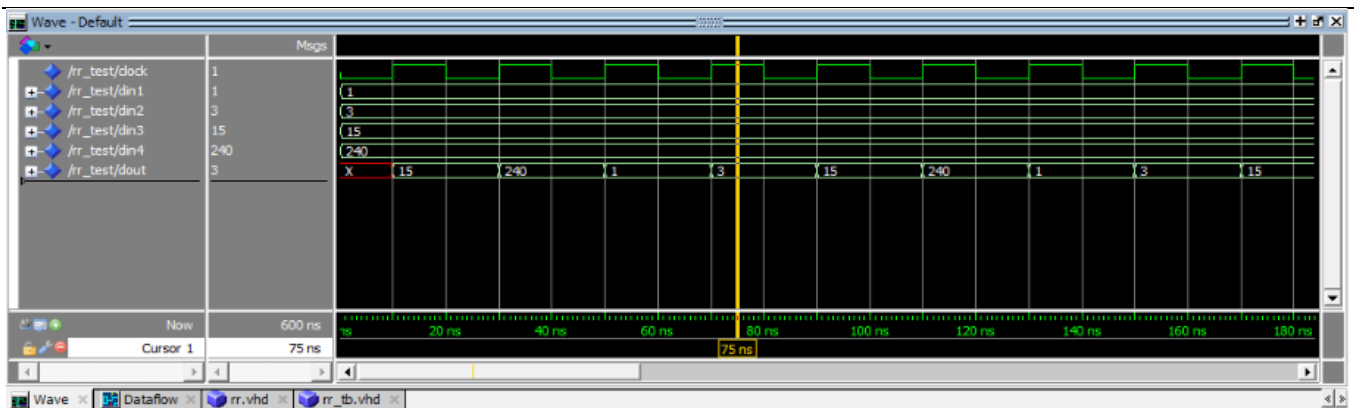 Wave - Default
Msgs
/rr_test/clock 1
/rr_test/din1 1 1
/rr_test/din2 3 3
/rr_test/din3 15 15
/rr_test/din4 240 240
/rr_test/dout 3 X 15 240 1 3 15 240 1 3 15
Now 600 ns ns 20 ns 40 ns 60 ns 80 ns 100 ns 120 ns 140 ns 160 ns 180 ns
Cursor 1 75 ns 75 ns
Wave Dataflow rr.vhd rr_tb.vhd